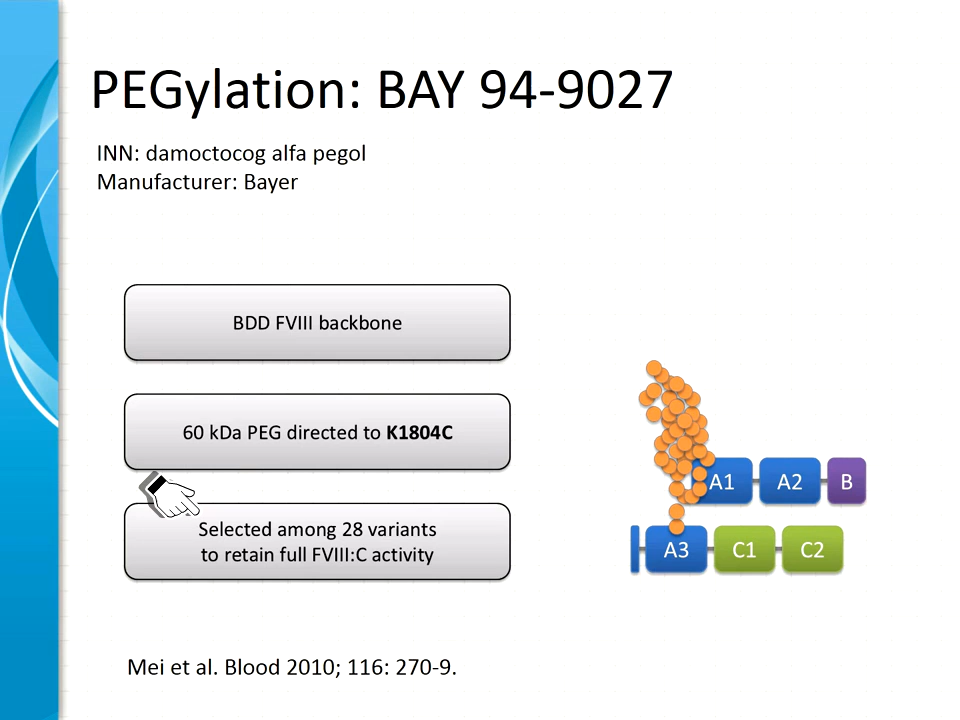 PEGylation: BAY 94-9027
INN: damoctocog alfa pegol
Manufacturer: Bayer
BDD FVIII backbone
60 kDa PEG directed to K1804C
Selected among 28 variants
to retain full FVIII:C activity
A1 A2 B
A3 C1 C2
Mei et al. Blood 2010; 116: 270-9.